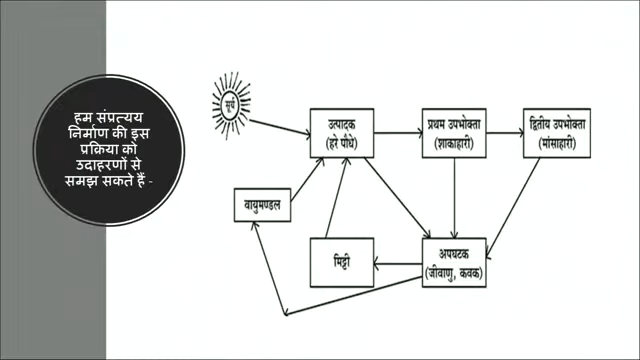 हम संप्रत्यय
निर्माण की इस
प्रक्रिया को
उदाहरणों से
समझ सकते हैं -
सूर्य
उत्पादक
(हरे पौधे)
प्रथम उपभोक्ता
(शाकाहारी)
द्वितीय उपभोक्ता
(मांसाहारी)
वायुमण्डल
मिट्टी
अपघटक
(जीवाणु, कवक)